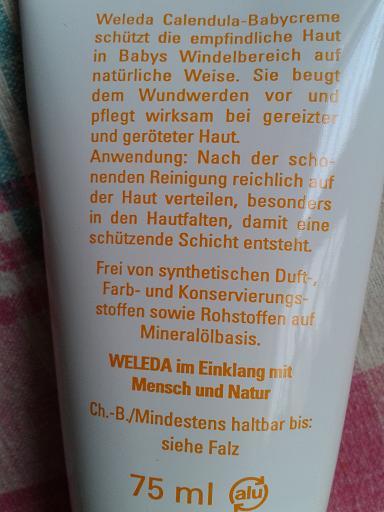 Weleda Calendula-Babycreme
schützt die empfindliche Haut
in Babys Windelbereich auf
natürliche Weise. Sie beugt
dem Wundwerden vor und
pflegt wirksam bei gereizter
und geröteter Haut.
Anwendung: Nach der scho-
nenden Reinigung reichlich auf
der Haut verteilen, besonders
in den Hautfalten, damit eine
schützende Schicht entsteht.
Frei von synthetischen Duft-,
Farb- und Konservierungs-
stoffen sowie Rohstoffen auf
Mineralölbasis.
WELEDA im Einklang mit
Mensch und Natur
Ch.-B./Mindestens haltbar bis:
siehe Falz
75 ml alu